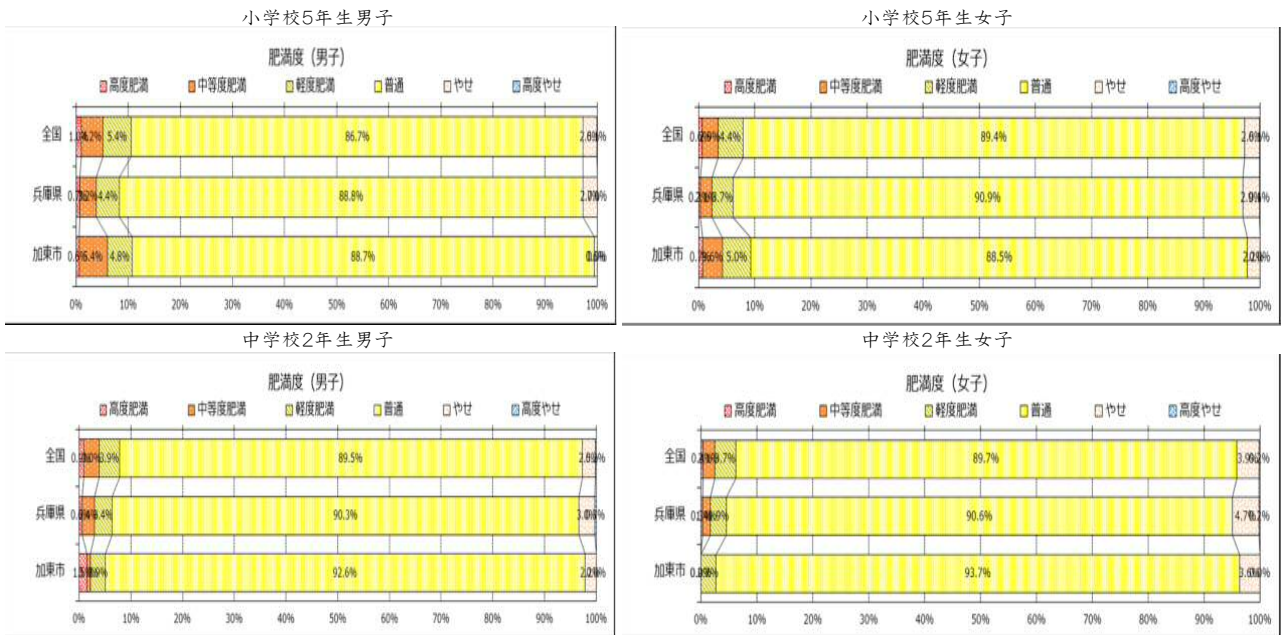 小学校5年生男子
肥満度（男子）
高度肥満 中等度肥満 軽度肥満 普通 やせ 高度やせ
全国 5.4% 86.7%
兵庫県 4.4% 88.8%
加東市 4.8% 88.7%
0% 10% 20% 30% 40% 50% 60% 70% 80% 90% 100%
小学校5年生女子
肥満度（女子）
高度肥満 中等度肥満 軽度肥満 普通 やせ 高度やせ
全国 4.4% 89.4%
兵庫県 90.9%
加東市 5.0% 88.5%
0% 10% 20% 30% 40% 50% 60% 70% 80% 90% 100%
中学校2年生男子
肥満度（男子）
高度肥満 中等度肥満 軽度肥満 普通 やせ 高度やせ
全国 3.9% 89.5%
兵庫県 90.3%
加東市 92.6%
0% 10% 20% 30% 40% 50% 60% 70% 80% 90% 100%
中学校2年生女子
肥満度（女子）
高度肥満 中等度肥満 軽度肥満 普通 やせ 高度やせ
全国 89.7%
兵庫県 90.6%
加東市 93.7%
0% 10% 20% 30% 40% 50% 60% 70% 80% 90% 100%